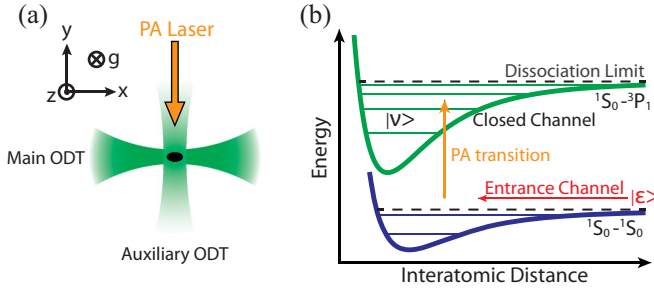 (a)
PA Laser
y
g
z
x
Main ODT
Auxiliary ODT
(b)
Energy
Dissociation Limit
¹S₀-³P₁
|ν>
Closed Channel
PA transition
Entrance Channel
|ε>
¹S₀-¹S₀
Interatomic Distance